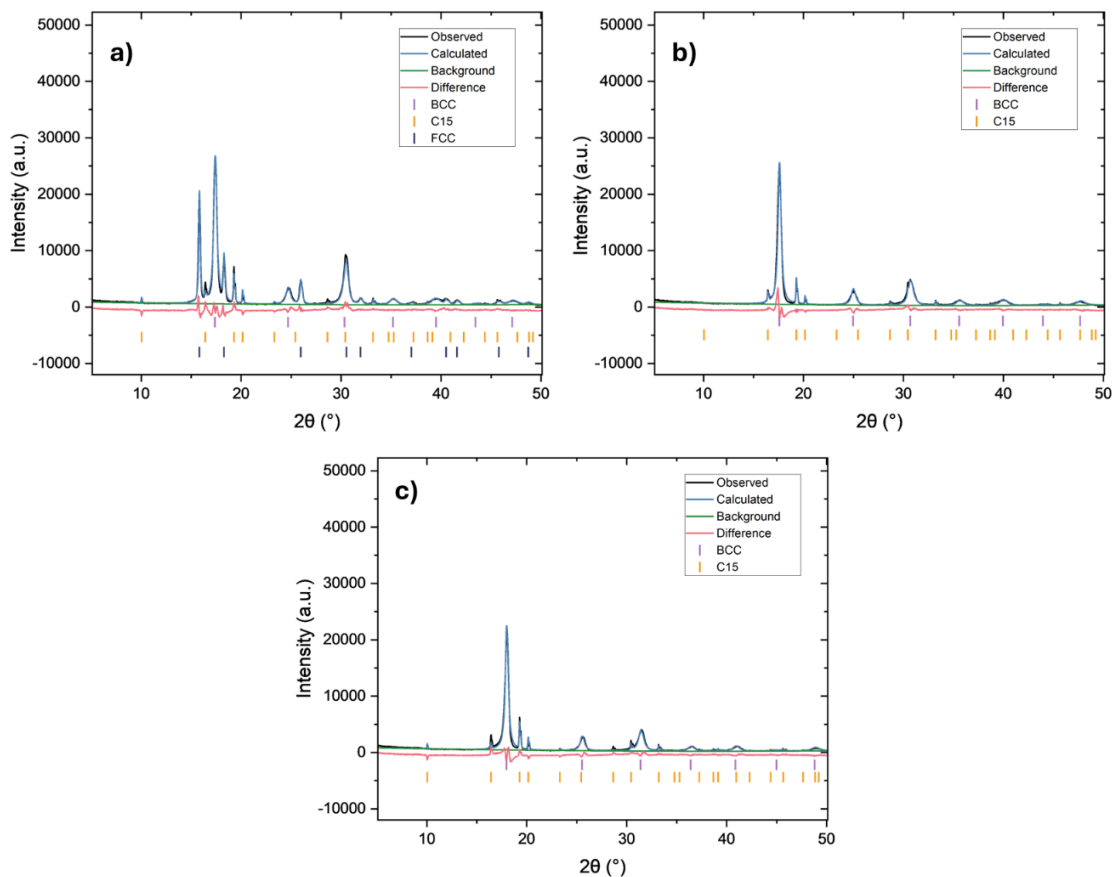 a)
50000
40000
30000
20000
10000
0
-10000
Intensity (a.u.)
Observed
Calculated
Background
Difference
BCC
C15
FCC
10 20 30 40 50
2θ (°)
b)
50000
40000
30000
20000
10000
0
-10000
Intensity (a.u.)
Observed
Calculated
Background
Difference
BCC
C15
10 20 30 40 50
2θ (°)
c)
50000
40000
30000
20000
10000
0
-10000
Intensity (a.u.)
Observed
Calculated
Background
Difference
BCC
C15
10 20 30 40 50
2θ (°)